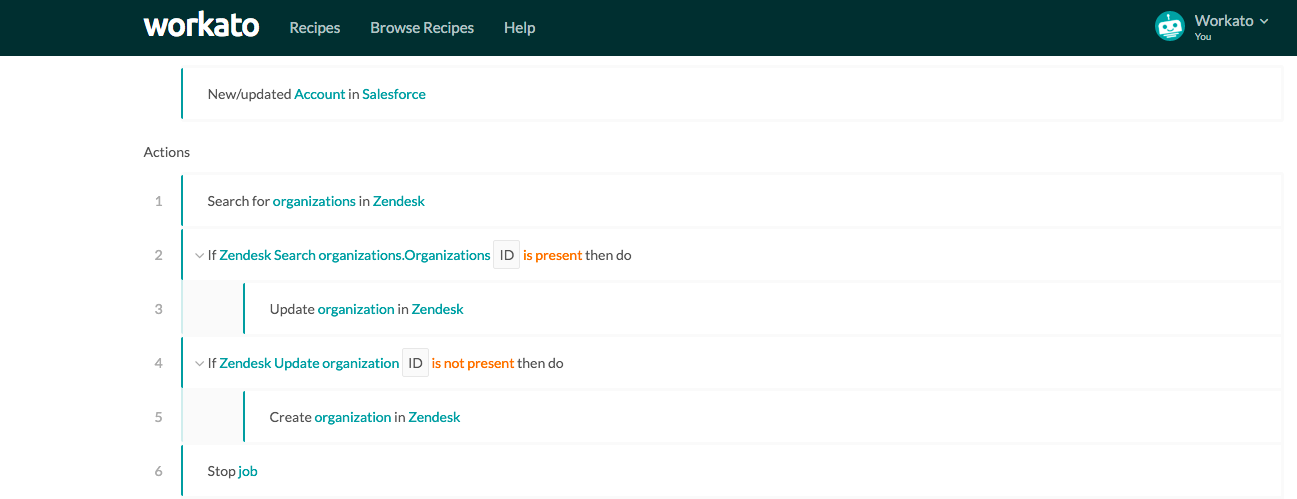 workato Recipes Browse Recipes Help Workato
You
New/updated Account in Salesforce
Actions
1 Search for organizations in Zendesk
2 If Zendesk Search organizations.Organizations ID is present then do
3 Update organization in Zendesk
4 If Zendesk Update organization ID is not present then do
5 Create organization in Zendesk
6 Stop job